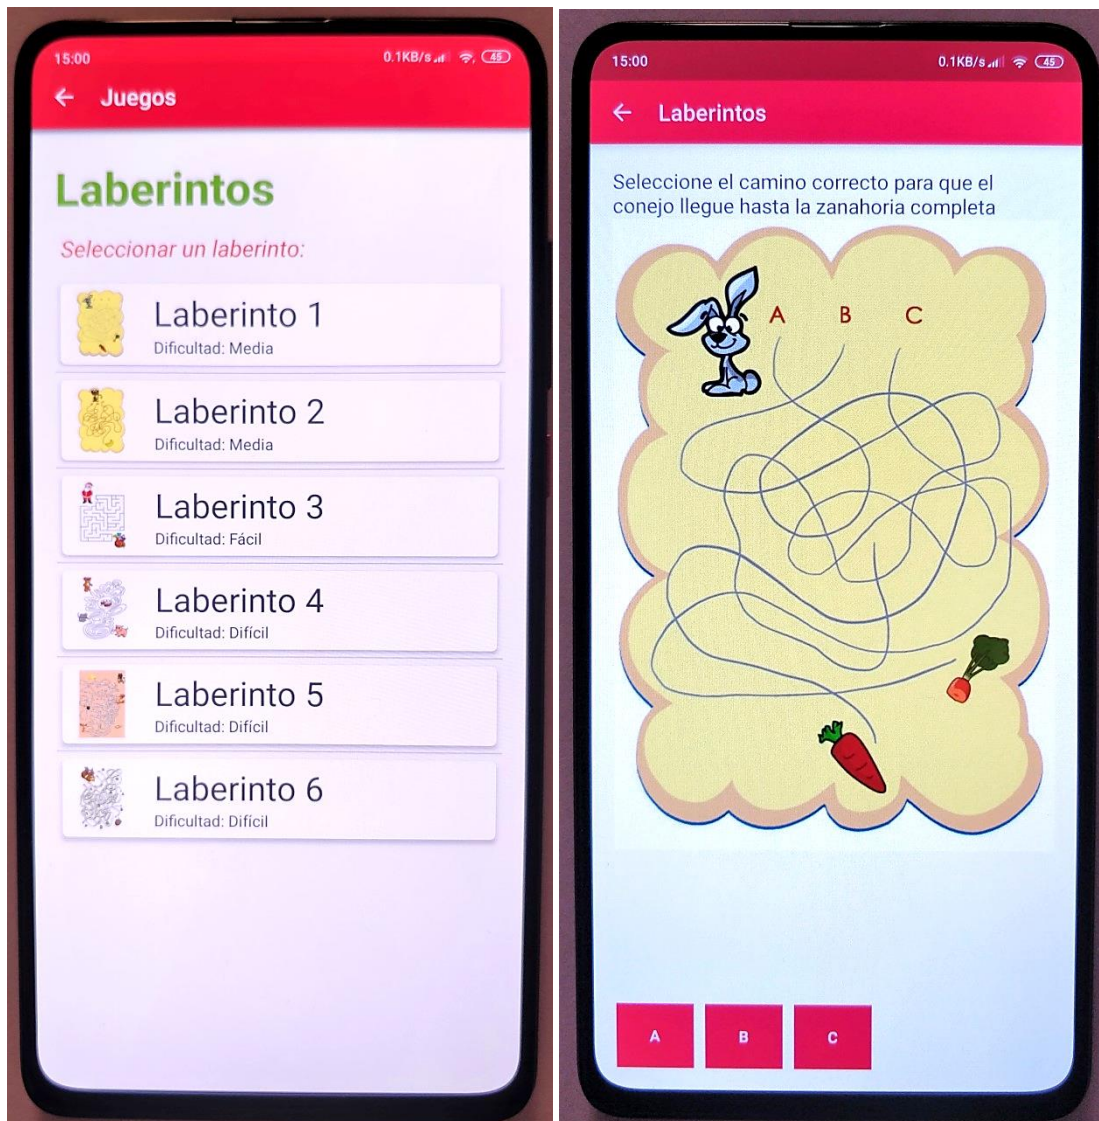 15:00
0.1KB/s
45
Juegos
Laberintos
Seleccionar un laberinto:
Laberinto 1
Dificultad: Media
Laberinto 2
Dificultad: Media
Laberinto 3
Dificultad: Fácil
Laberinto 4
Dificultad: Difícil
Laberinto 5
Dificultad: Difícil
Laberinto 6
Dificultad: Difícil
15:00
0.1KB/s
45
Laberintos
Seleccione el camino correcto para que el
conejo llegue hasta la zanahoria completa
A B C
A B C